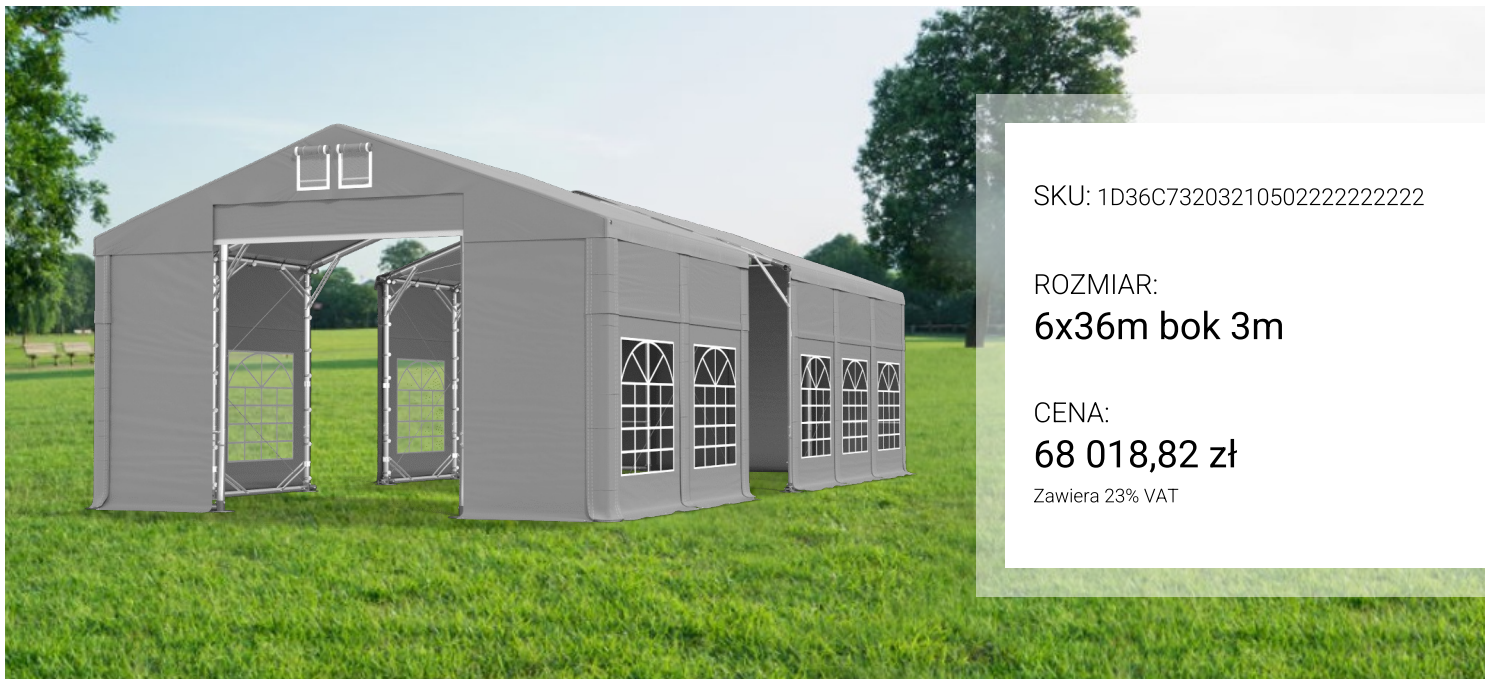 SKU: 1D36C73203210502222222222
ROZMIAR:
6x36m bok 3m
CENA:
68 018,82 zł
Zawiera 23% VAT